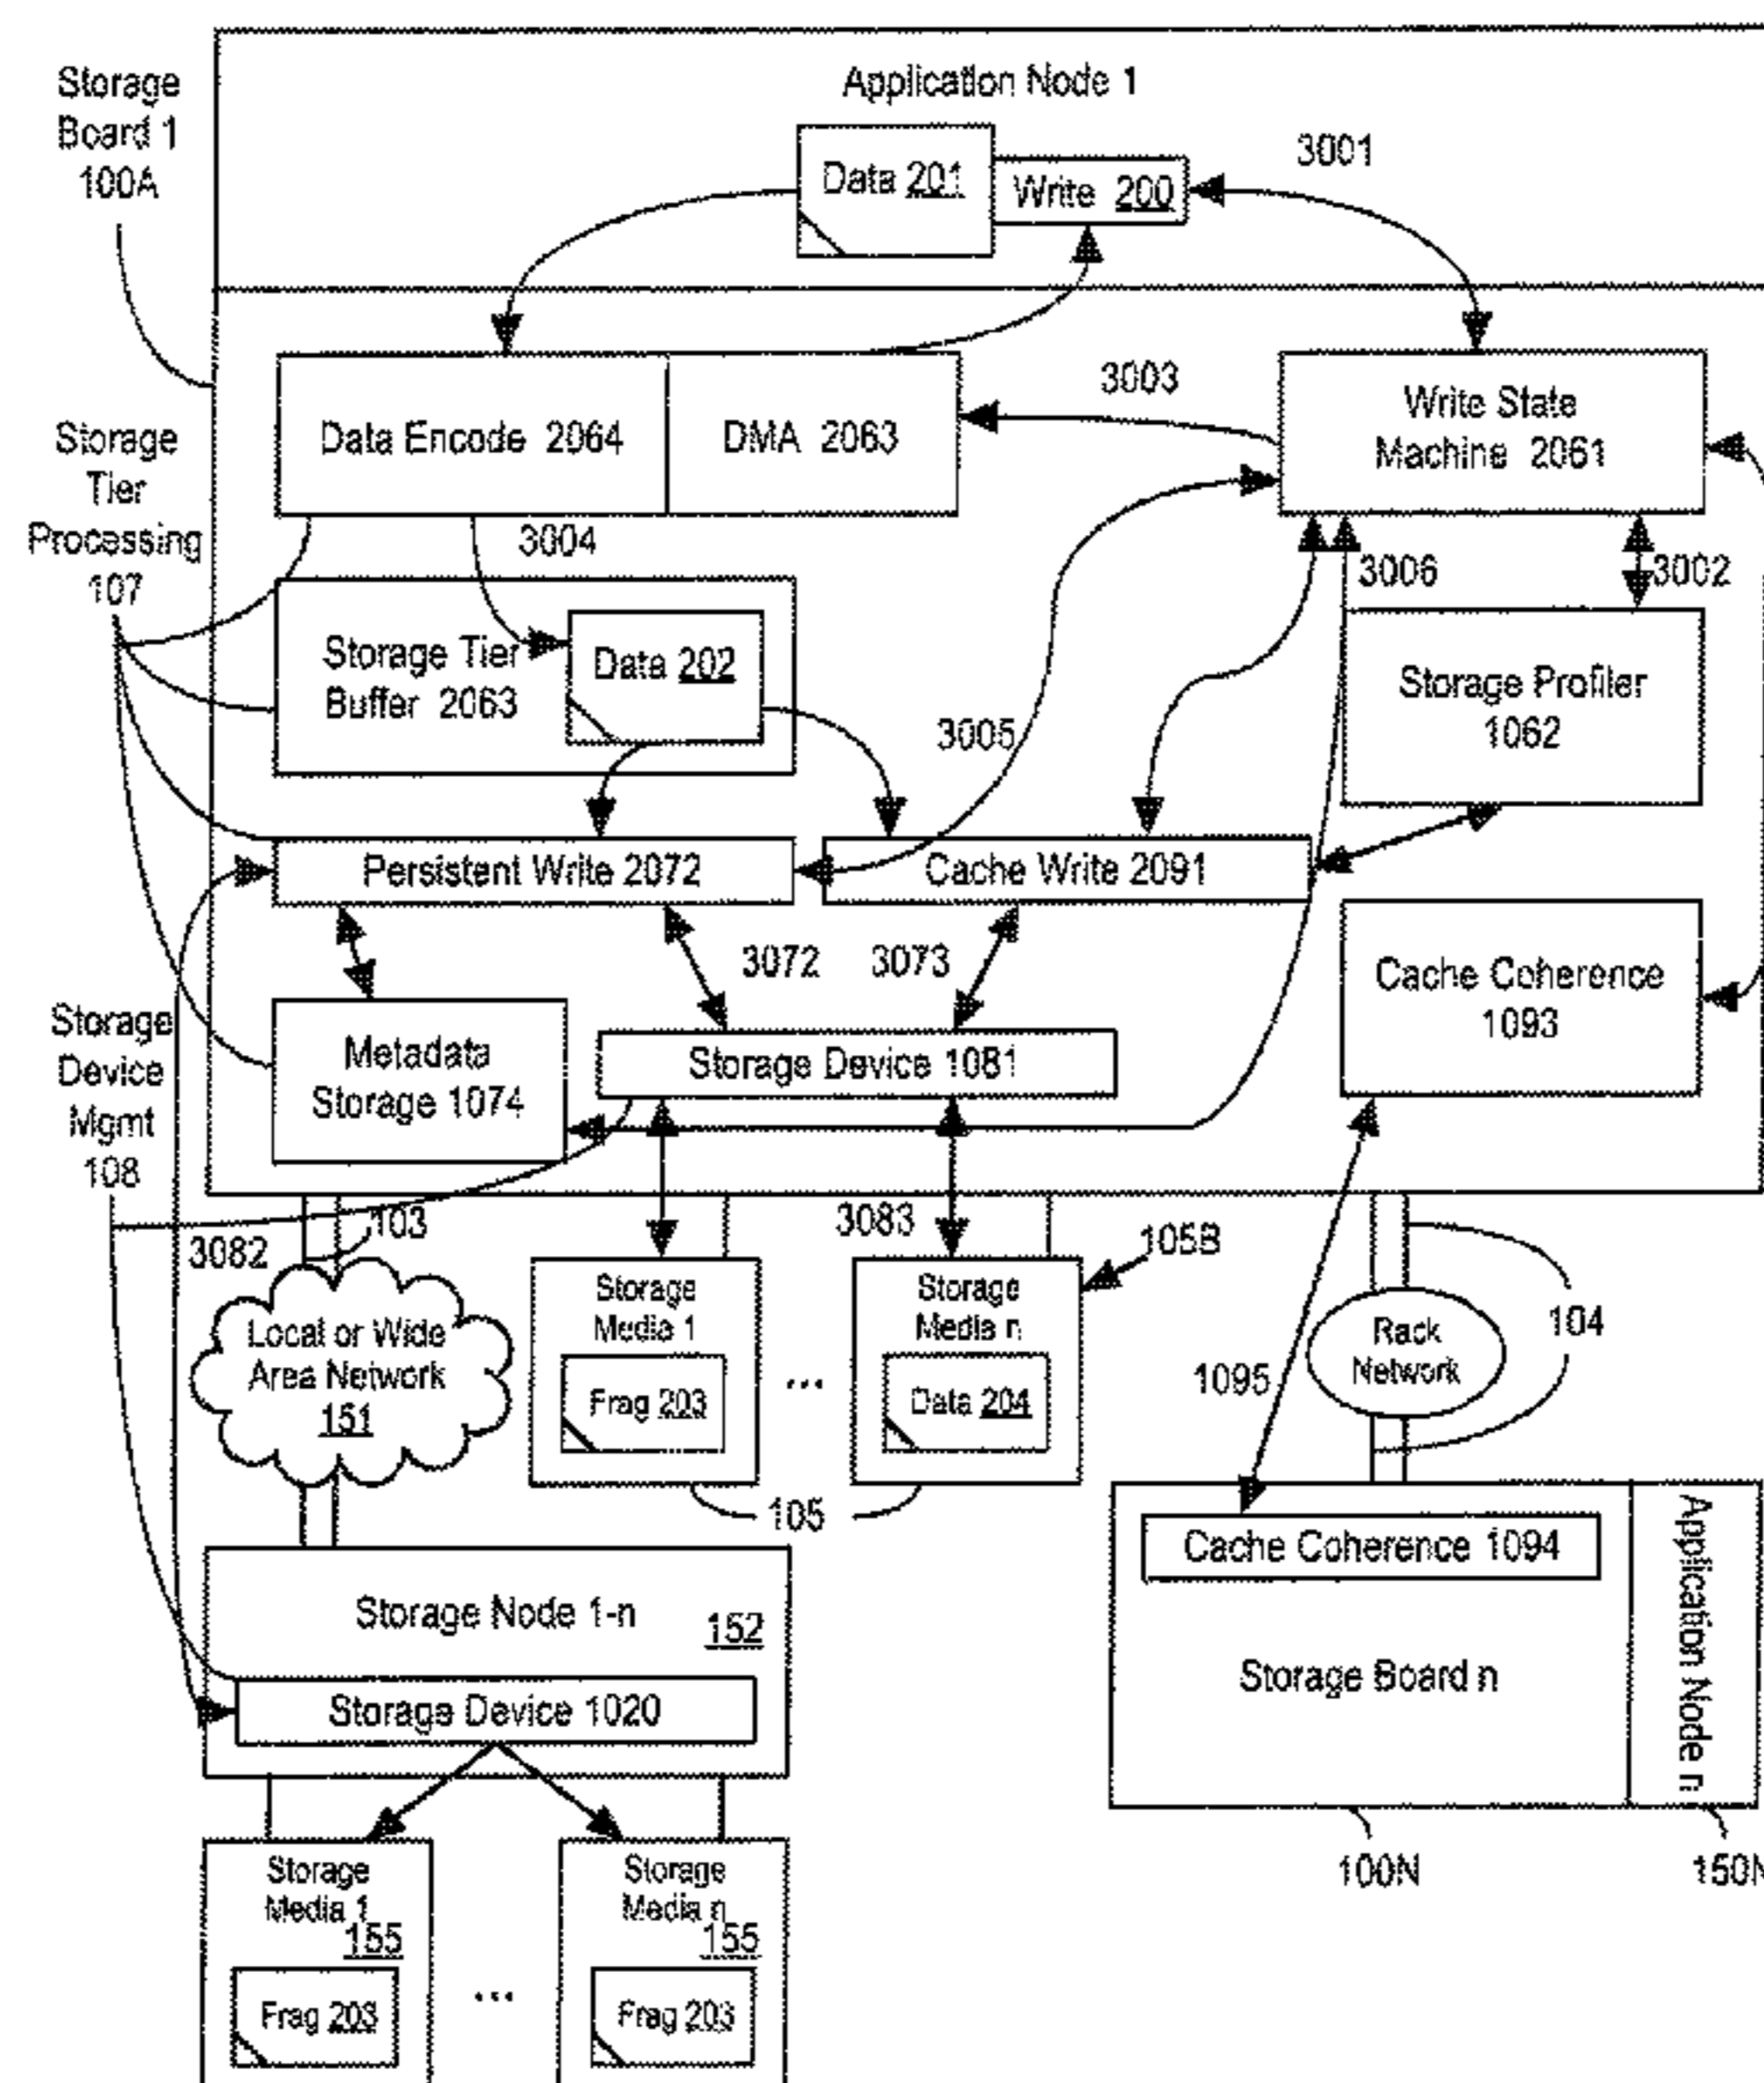 Storage
Board 1
100A
Application Node 1
Data 201
Write 200
3001
Storage
Tier
Processing
107
Data Encode 2064
DMA 2063
3003
Write State
Machine 2061
3004
3006
3002
Storage Tier
Buffer 2063
Data 202
3005
Storage Profiler
1062
Persistent Write 2072
Cache Write 2091
3072
3073
Cache Coherence
1093
Storage
Device
Mgmt
108
Metadata
Storage 1074
Storage Device 1081
3082
103
3083
105B
Local or Wide
Area Network
151
Storage
Media 1
Frag 203
...
Storage
Media n
Data 204
105
1095
Rack
Network
104
Storage Node 1-n
152
Storage Device 1020
Cache Coherence 1094
Storage Board n
Application Node n
100N
150N
Storage
Media 1
155
Frag 203
...
Storage
Media n
155
Frag 203